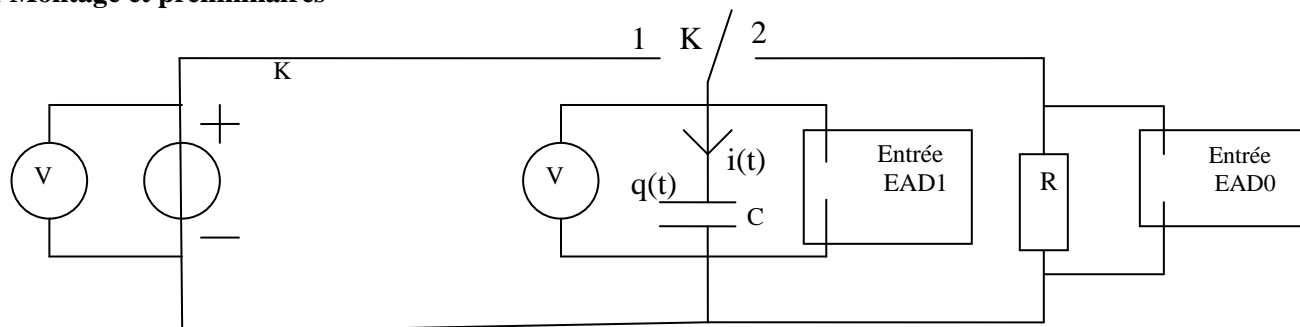 Montage et préliminaires
1 K 2
K
+
V
V
i(t)
q(t)
C
Entrée
EAD1
R
Entrée
EAD0
−